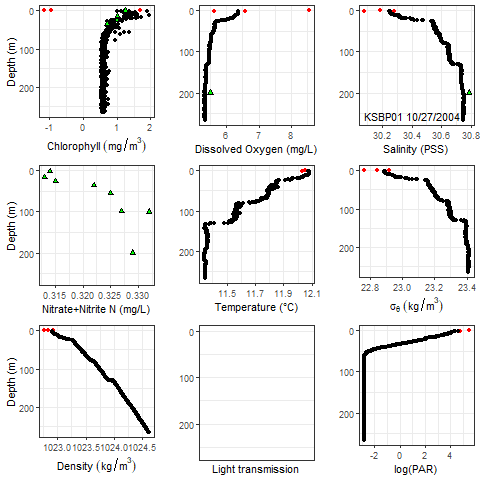 0
100
200
Depth (m)
-1 0 1 2
Chlorophyll (mg/m³)
0
100
200
6 7 8
Dissolved Oxygen (mg/L)
0
100
200
KSBP01 10/27/2004
30.2 30.4 30.6 30.8
Salinity (PSS)
0
100
200
Depth (m)
0.315 0.320 0.325 0.330
Nitrate+Nitrite N (mg/L)
0
100
200
11.5 11.7 11.9 12.1
Temperature (°C)
0
100
200
22.8 23.0 23.2 23.4
σθ (kg/m³)
0
100
200
Depth (m)
1023.0 1023.5 1024.0 1024.5
Density (kg/m³)
0
100
200
Light transmission
0
100
200
-2 0 2 4
log(PAR)